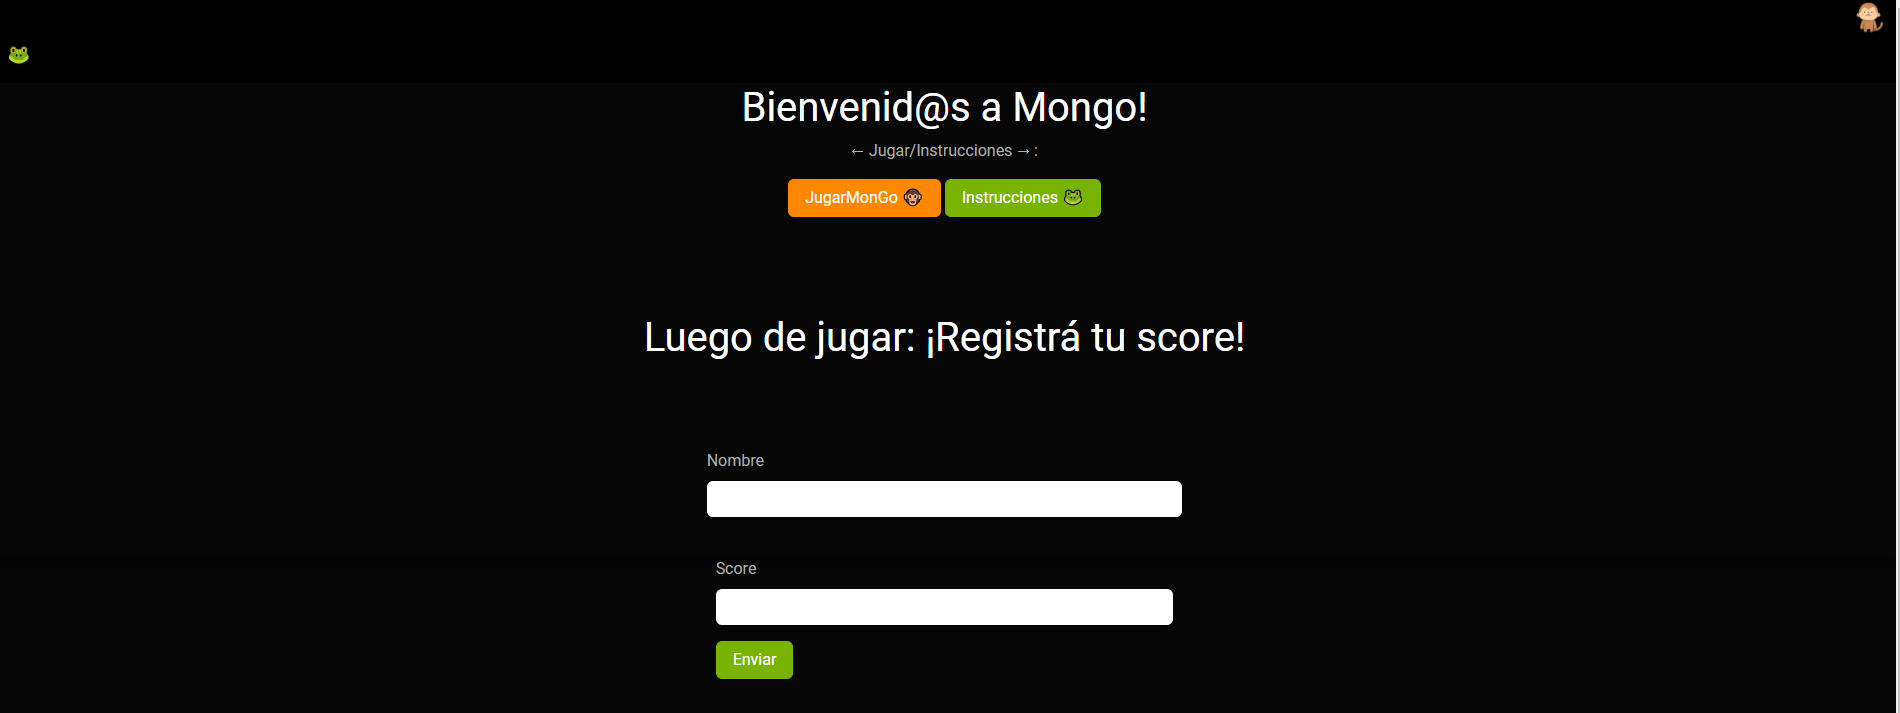 Bienvenid@s a Mongo!
← Jugar/Instrucciones → :
JugarMonGo 🐵 Instrucciones 🐸
Luego de jugar: ¡Registrá tu score!
Nombre
Score
Enviar